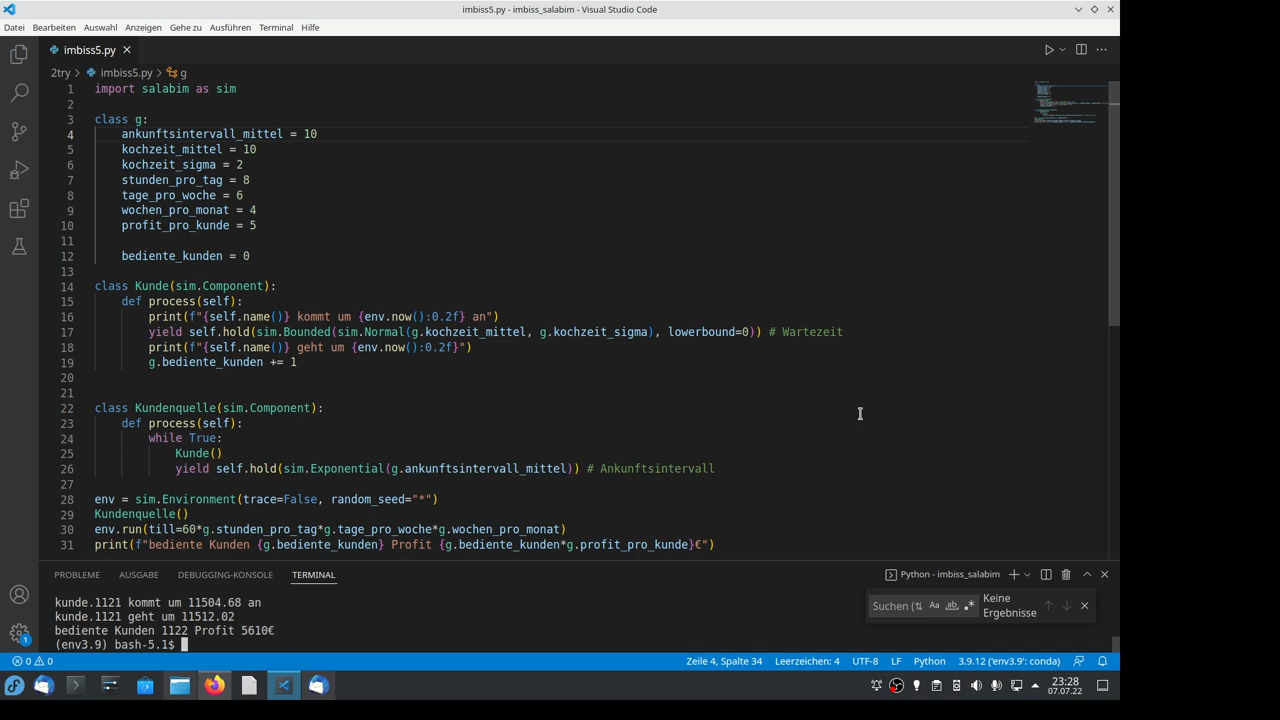 imbiss5.py - imbiss_salabim - Visual Studio Code
Datei Bearbeiten Auswahl Anzeigen Gehe zu Ausführen Terminal Hilfe
imbiss5.py
2try > imbiss5.py > g
1 import salabim as sim
2
3 class g:
4 ankunftsintervall_mittel = 10
5 kochzeit_mittel = 10
6 kochzeit_sigma = 2
7 stunden_pro_tag = 8
8 tage_pro_woche = 6
9 wochen_pro_monat = 4
10 profit_pro_kunde = 5
11
12 bediente_kunden = 0
13
14 class Kunde(sim.Component):
15 def process(self):
16 print(f"{self.name()} kommt um {env.now():0.2f} an")
17 yield self.hold(sim.Bounded(sim.Normal(g.kochzeit_mittel, g.kochzeit_sigma), lowerbound=0)) # Wartezeit
18 print(f"{self.name()} geht um {env.now():0.2f}")
19 g.bediente_kunden += 1
20
21
22 class Kundenquelle(sim.Component):
23 def process(self):
24 while True:
25 Kunde()
26 yield self.hold(sim.Exponential(g.ankunftsintervall_mittel)) # Ankunftsintervall
27
28 env = sim.Environment(trace=False, random_seed="*")
29 Kundenquelle()
30 env.run(till=60*g.stunden_pro_tag*g.tage_pro_woche*g.wochen_pro_monat)
31 print(f"bediente Kunden {g.bediente_kunden} Profit {g.bediente_kunden*g.profit_pro_kunde}€")
PROBLEME AUSGABE DEBUGGING-KONSOLE TERMINAL Python - imbiss_salabim
kunde.1121 kommt um 11504.68 an
kunde.1121 geht um 11512.02
bediente Kunden 1122 Profit 5610€
(env3.9) bash-5.1$
Suchen (⇅ Aa ab .* Keine Ergebnisse
0 0 Zeile 4, Spalte 34 Leerzeichen: 4 UTF-8 LF Python 3.9.12 ('env3.9': conda)
1
23:28
07.07.22